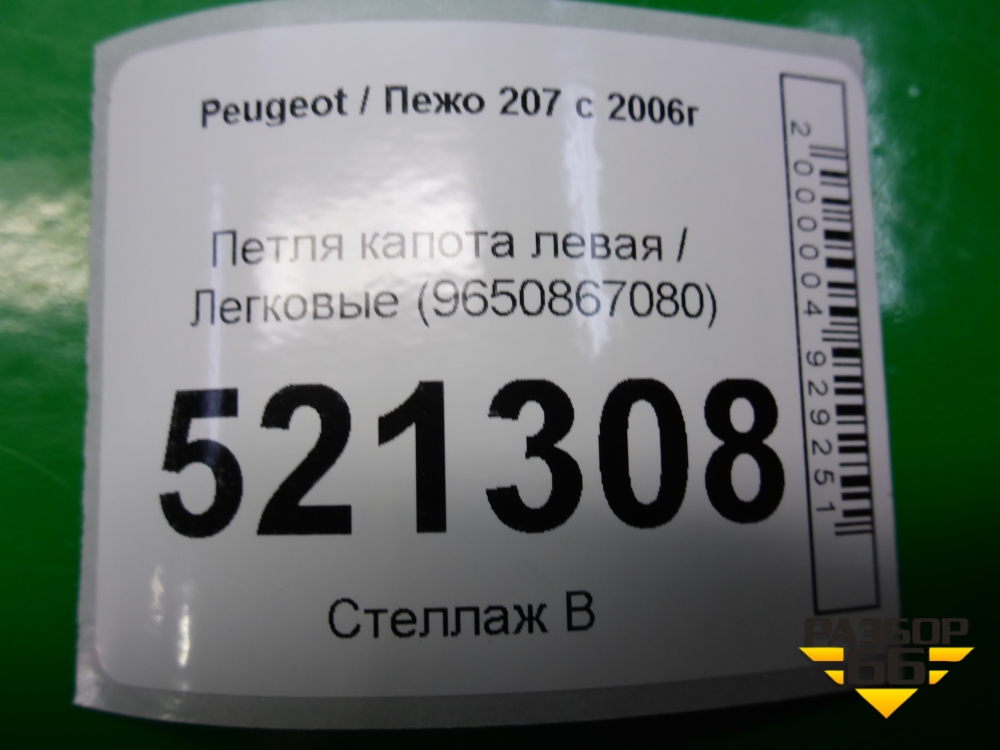 Peugeot / Пежо 207 с 2006г
Петля капота левая /
Легковые (9650867080)
521308
Стеллаж В
2000004929251
РАЗБОР
66